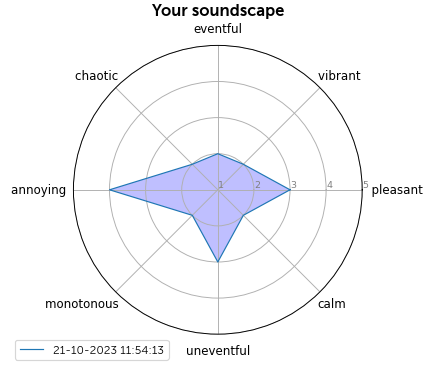 Your soundscape
eventful
chaotic
vibrant
annoying
1
2
3
4
5
pleasant
monotonous
calm
21-10-2023 11:54:13
uneventful